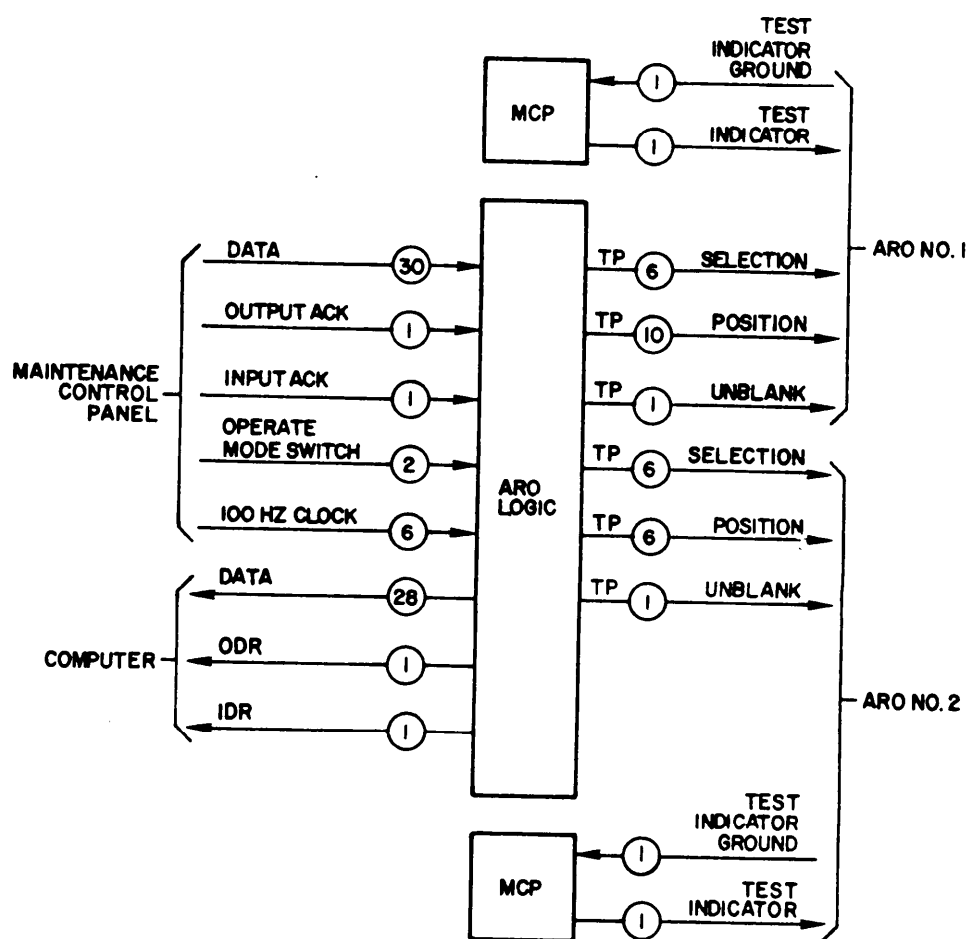 TEST
INDICATOR
GROUND
1
MCP
TEST
INDICATOR
1
ARO NO. 1
MAINTENANCE
CONTROL
PANEL
DATA
30
OUTPUT ACK
1
INPUT ACK
1
OPERATE
MODE SWITCH
2
100 HZ CLOCK
6
COMPUTER
DATA
28
ODR
1
IDR
1
ARO
LOGIC
TP 6 SELECTION
TP 10 POSITION
TP 1 UNBLANK
TP 6 SELECTION
TP 6 POSITION
TP 1 UNBLANK
ARO NO. 2
TEST
INDICATOR
GROUND
1
MCP
TEST
INDICATOR
1